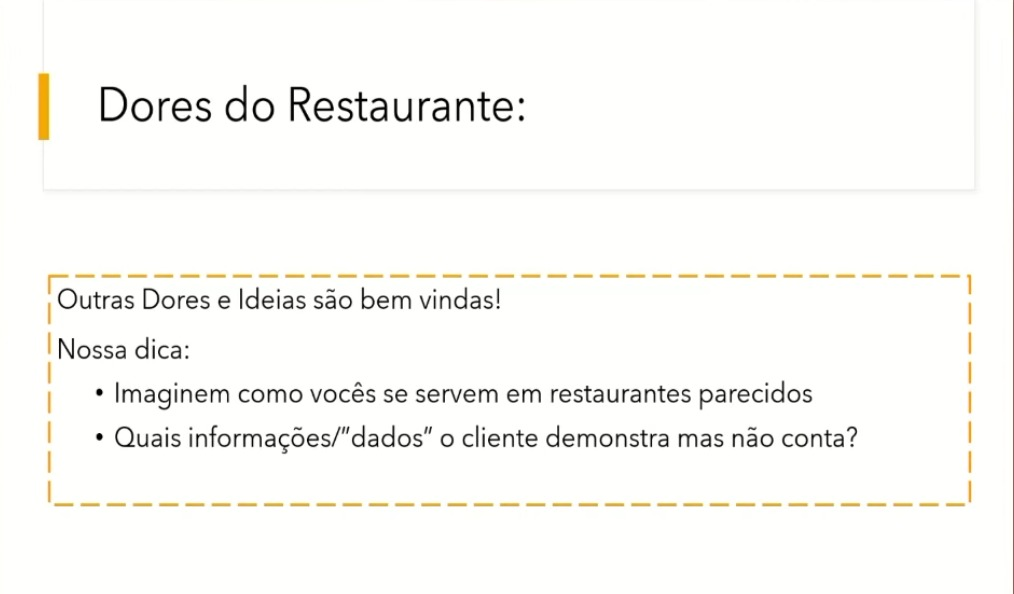 Dores do Restaurante:
Outras Dores e Ideias são bem vindas!
Nossa dica:
• Imaginem como vocês se servem em restaurantes parecidos
• Quais informações/"dados" o cliente demonstra mas não conta?